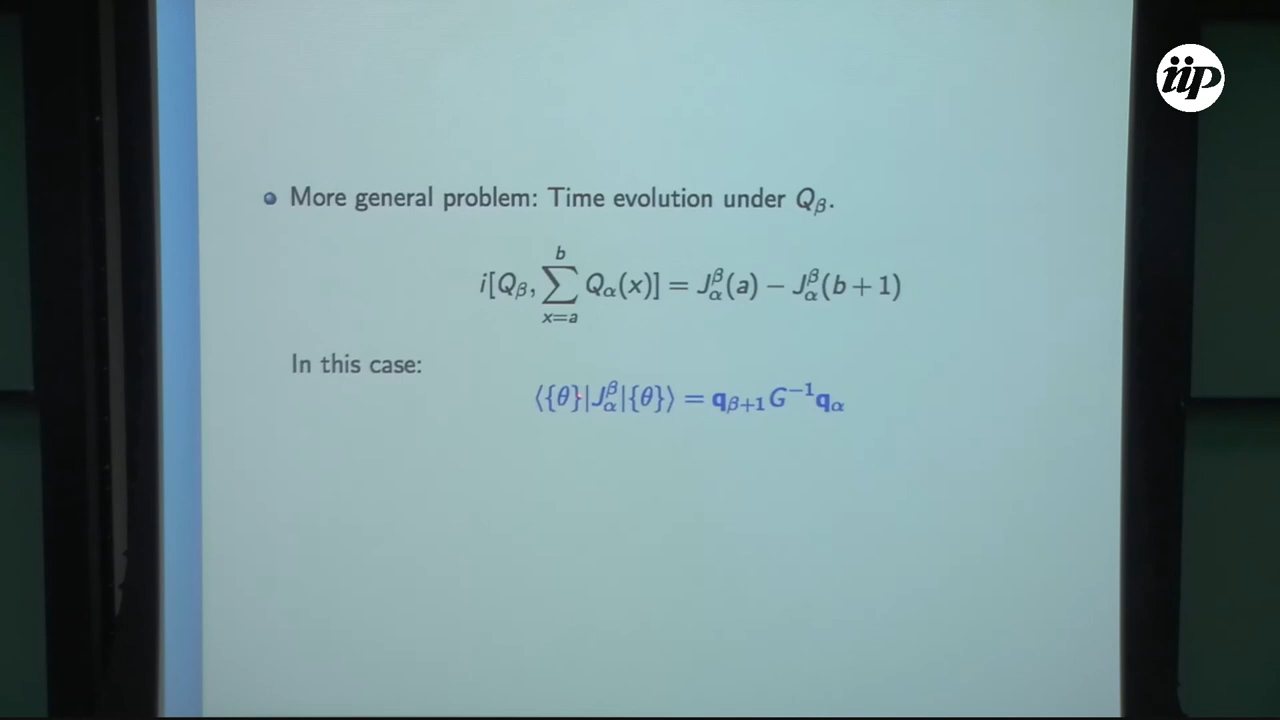 iip
More general problem: Time evolution under Q_β.
i[Q_β, ∑_{x=a}^{b} Q_α(x)] = J_α^β(a) − J_α^β(b + 1)
In this case:
⟨{θ}|J_α^β|{θ}⟩ = q_{β+1}G^{−1}q_α